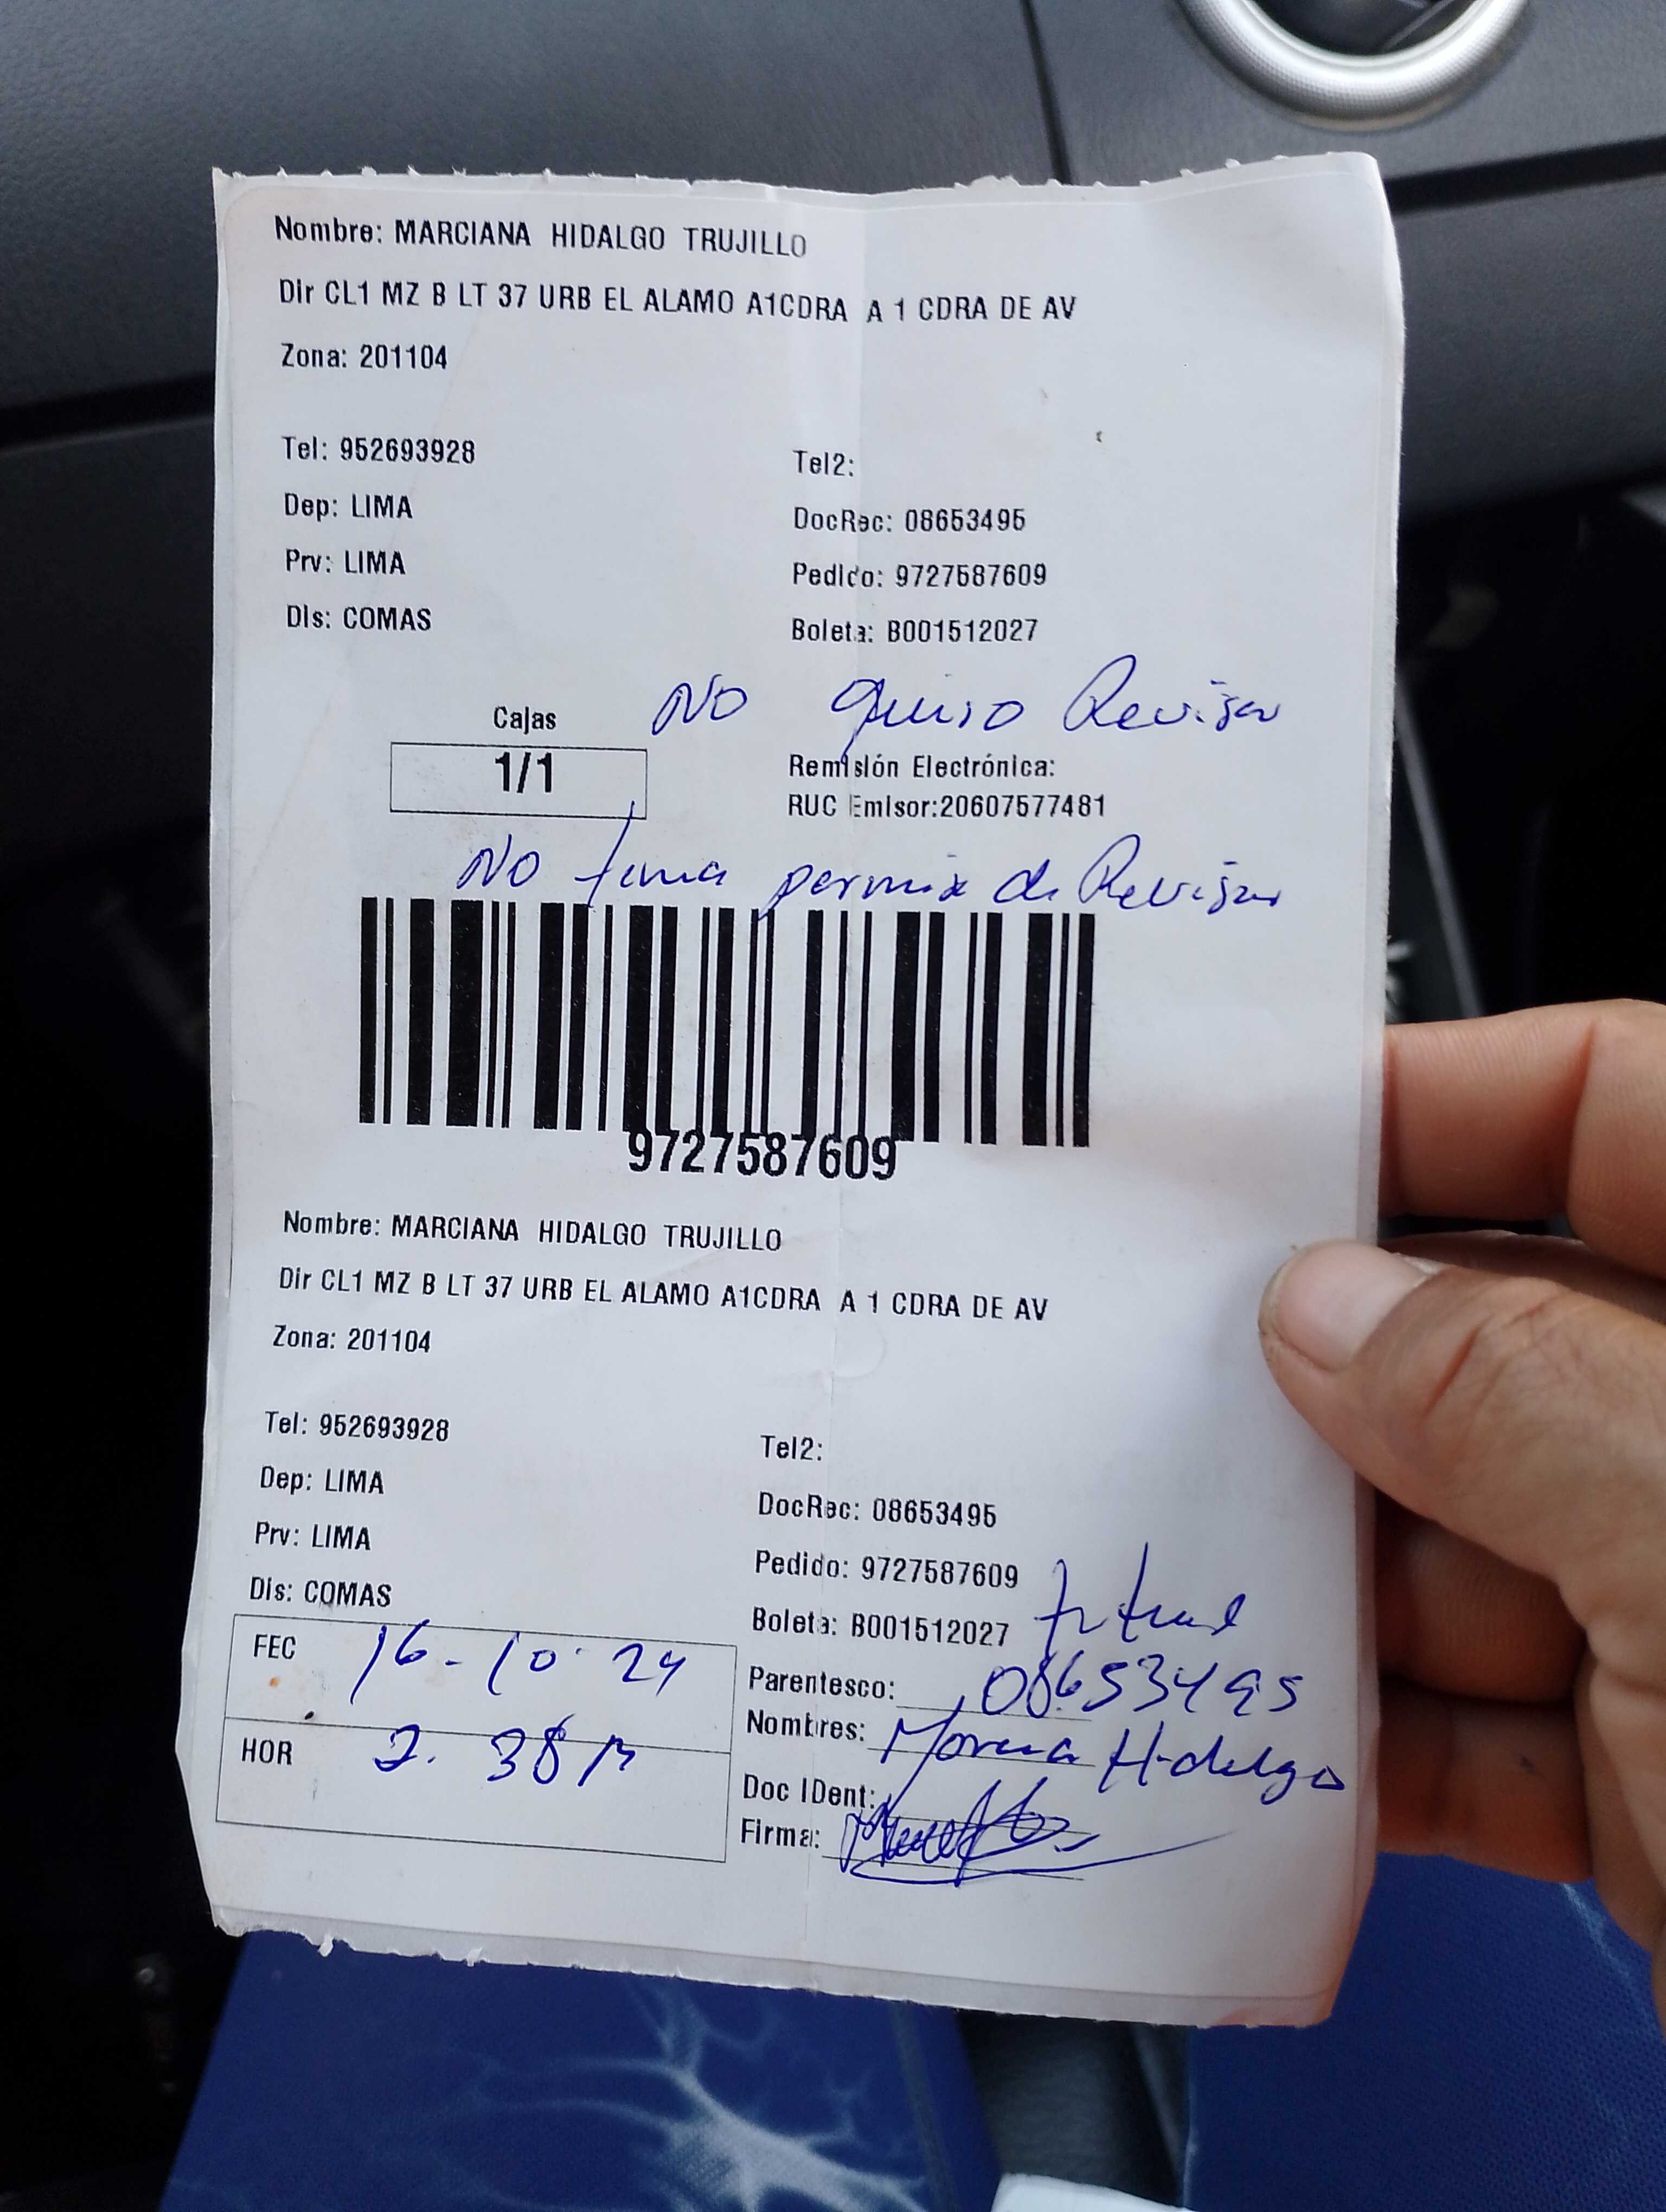 Nombre: MARCIANA HIDALGO TRUJILLO
Dir CL1 MZ B LT 37 URB EL ALAMO A1CDRA A 1 CDRA DE AV
Zona: 201104
Tel: 952693928
Tel2:
Dep: LIMA
DocRec: 08653495
Prv: LIMA
Pedido: 9727587609
Dis: COMAS
Boleta: B001512027
No quiso Revisar
Cajas
1/1
Remisión Electrónica:
RUC Emisor:20607577481
No tenia permix de Revisar
9727587609
Nombre: MARCIANA HIDALGO TRUJILLO
Dir CL1 MZ B LT 37 URB EL ALAMO A1CDRA A 1 CDRA DE AV
Zona: 201104
Tel: 952693928
Tel2:
Dep: LIMA
DocRec: 08653495
Prv: LIMA
Pedido: 9727587609
Dis: COMAS
Boleta: B001512027
FEC 16-10-24
Parentesco: 08653495
Nombres: Hidalgo
HOR 2.38
Doc IDent:
Firma: